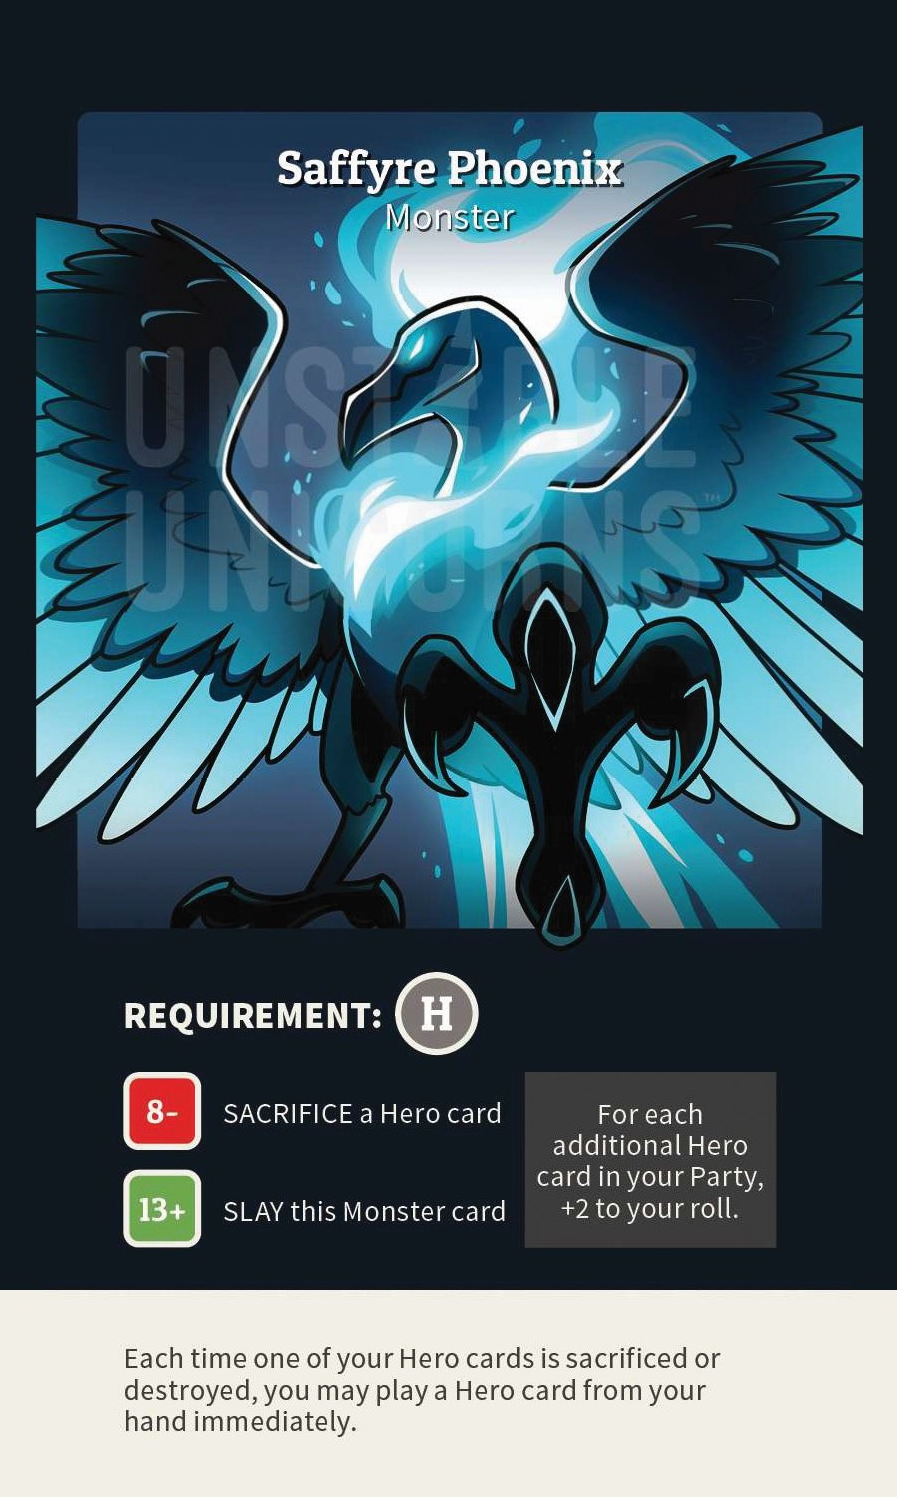 Saffyre Phoenix
Monster
UNSTABLE
UNICORNS
TM
REQUIREMENT: H
8- SACRIFICE a Hero card
13+ SLAY this Monster card
For each
additional Hero
card in your Party,
+2 to your roll.
Each time one of your Hero cards is sacrificed or
destroyed, you may play a Hero card from your
hand immediately.